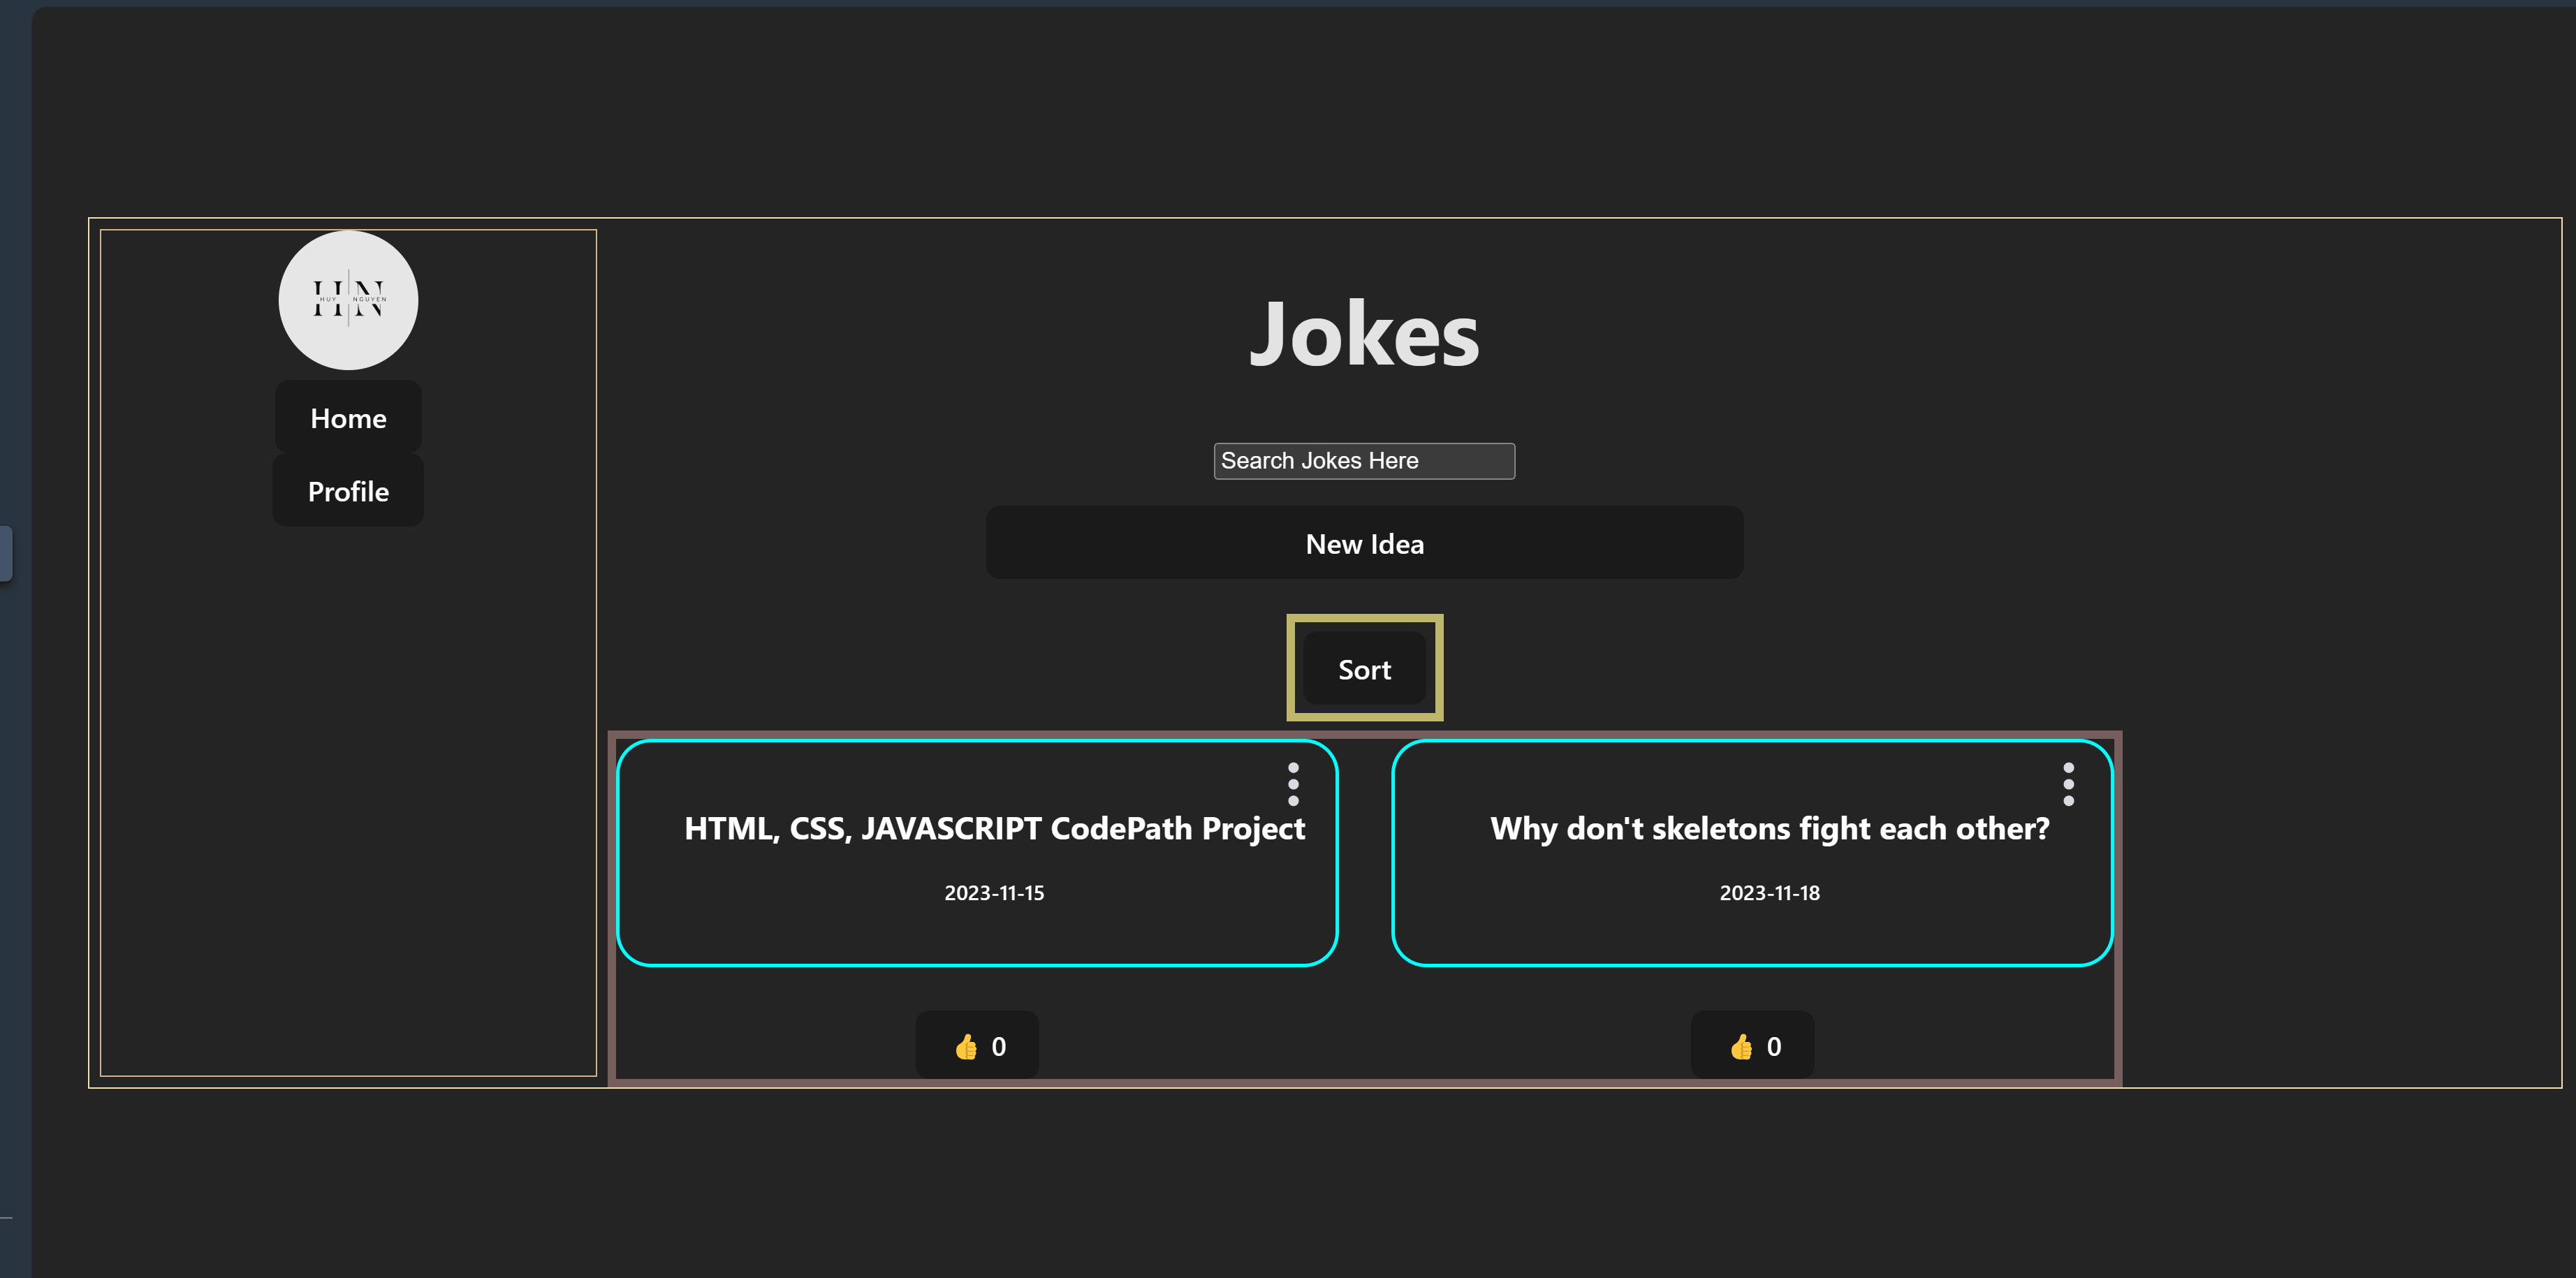 HN
HUY NGUYEN
Home
Profile
Jokes
Search Jokes Here
New Idea
Sort
HTML, CSS, JAVASCRIPT CodePath Project
2023-11-15
👍 0
Why don't skeletons fight each other?
2023-11-18
👍 0